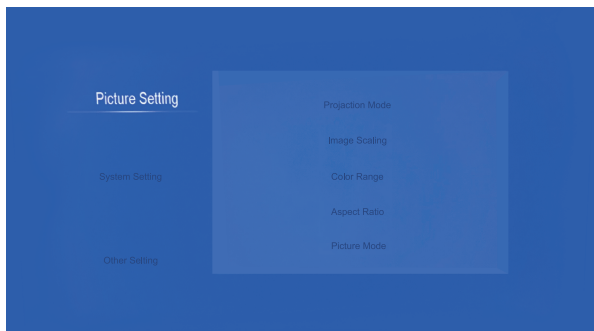 Picture Setting
System Setting
Other Setting
Projection Mode
Image Scaling
Color Range
Aspect Ratio
Picture Mode